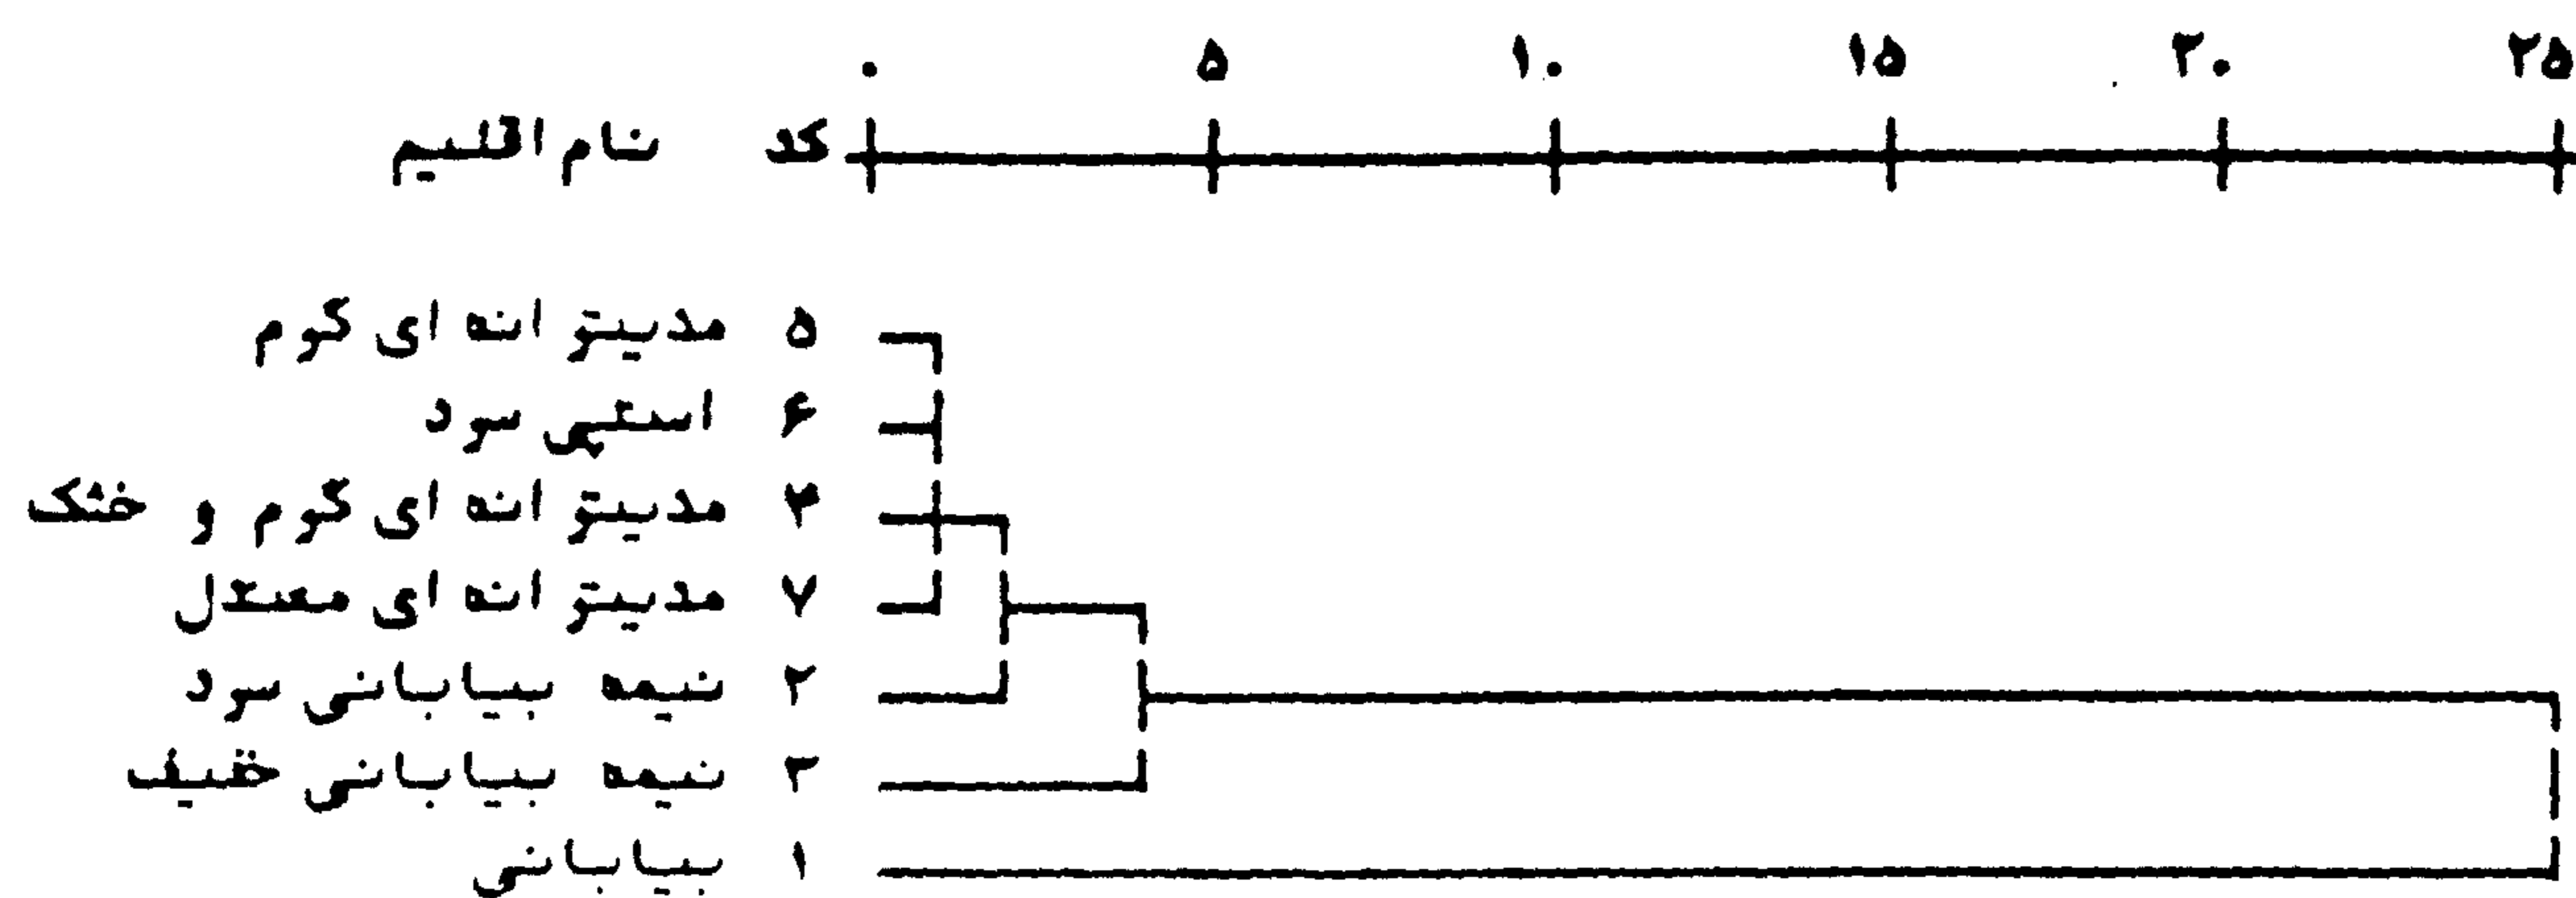 ۰ ۵ ۱۰ ۱۵ ۲۰ ۲۵
نام اقلیم کد
۵ مدیترانه ای گرم
۶ استپی سرد
۴ مدیترانه ای گرم و خشک
۷ مدیترانه ای معتدل
۲ نیمه بیابانی سرد
۳ نیمه بیابانی خفیف
۱ بیابانی